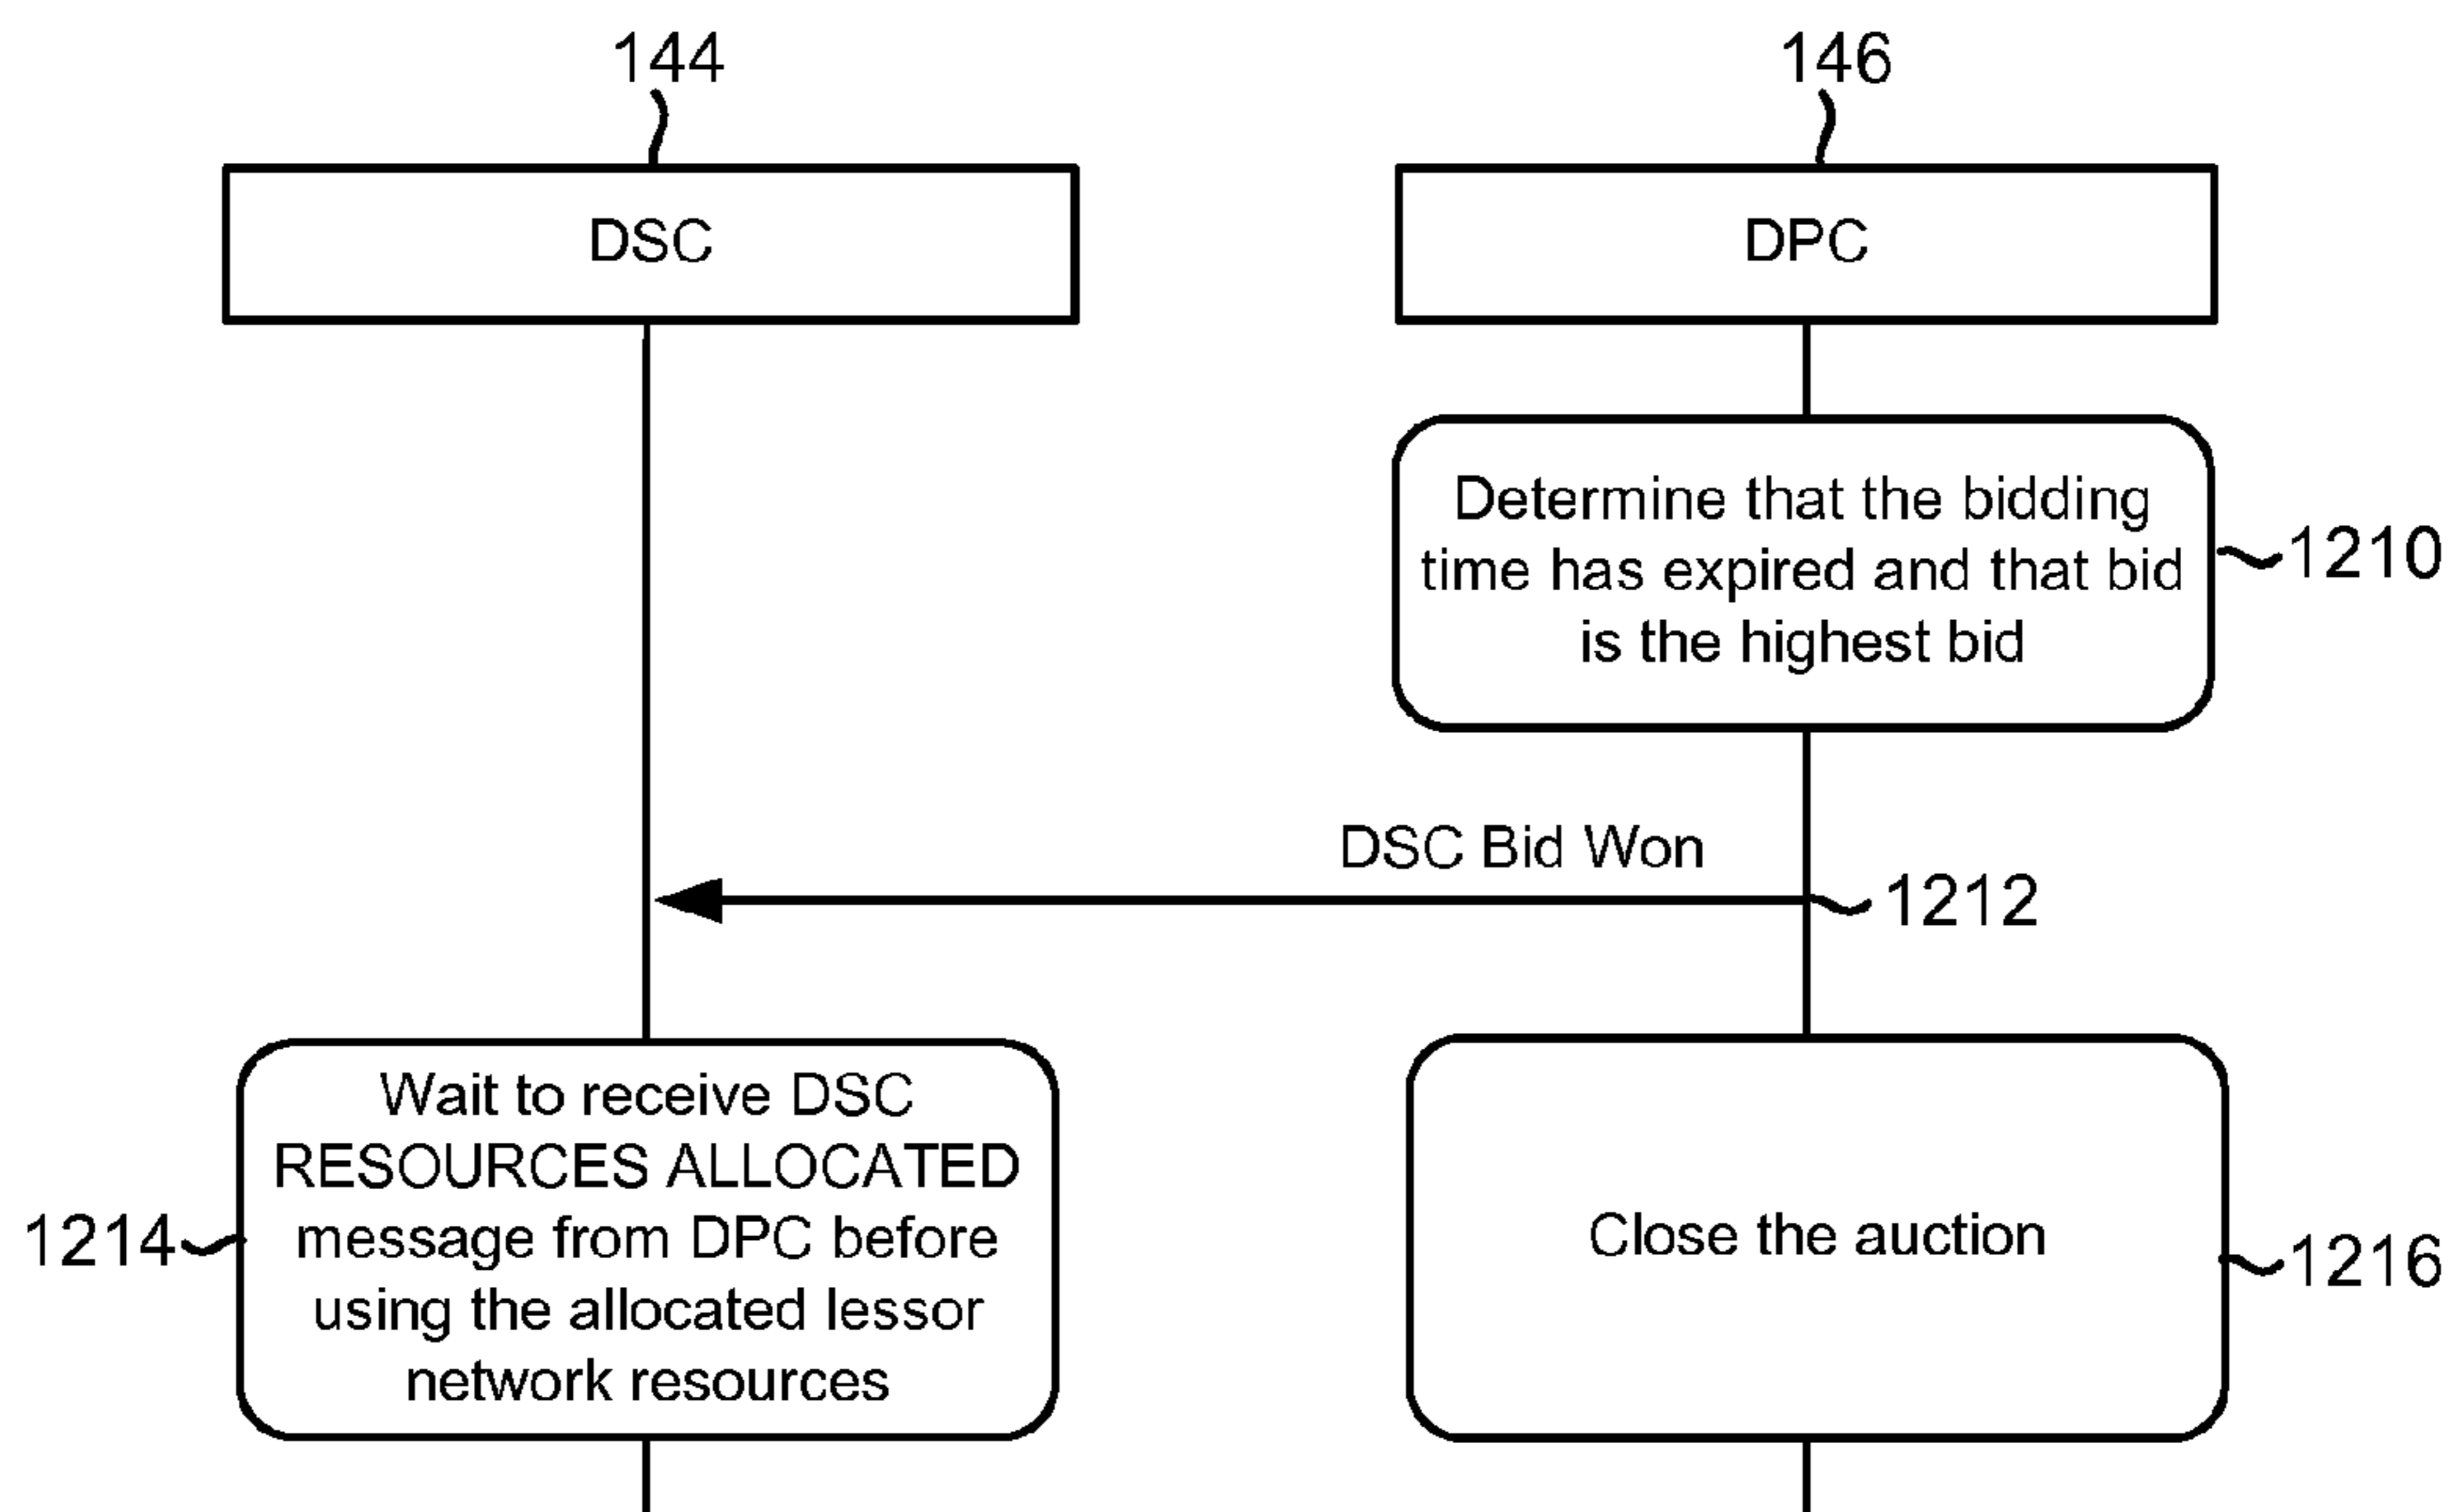 144
146
DSC
DPC
Determine that the bidding
time has expired and that bid
is the highest bid
1210
DSC Bid Won
1212
Wait to receive DSC
RESOURCES ALLOCATED
message from DPC before
using the allocated lessor
network resources
1214
Close the auction
1216